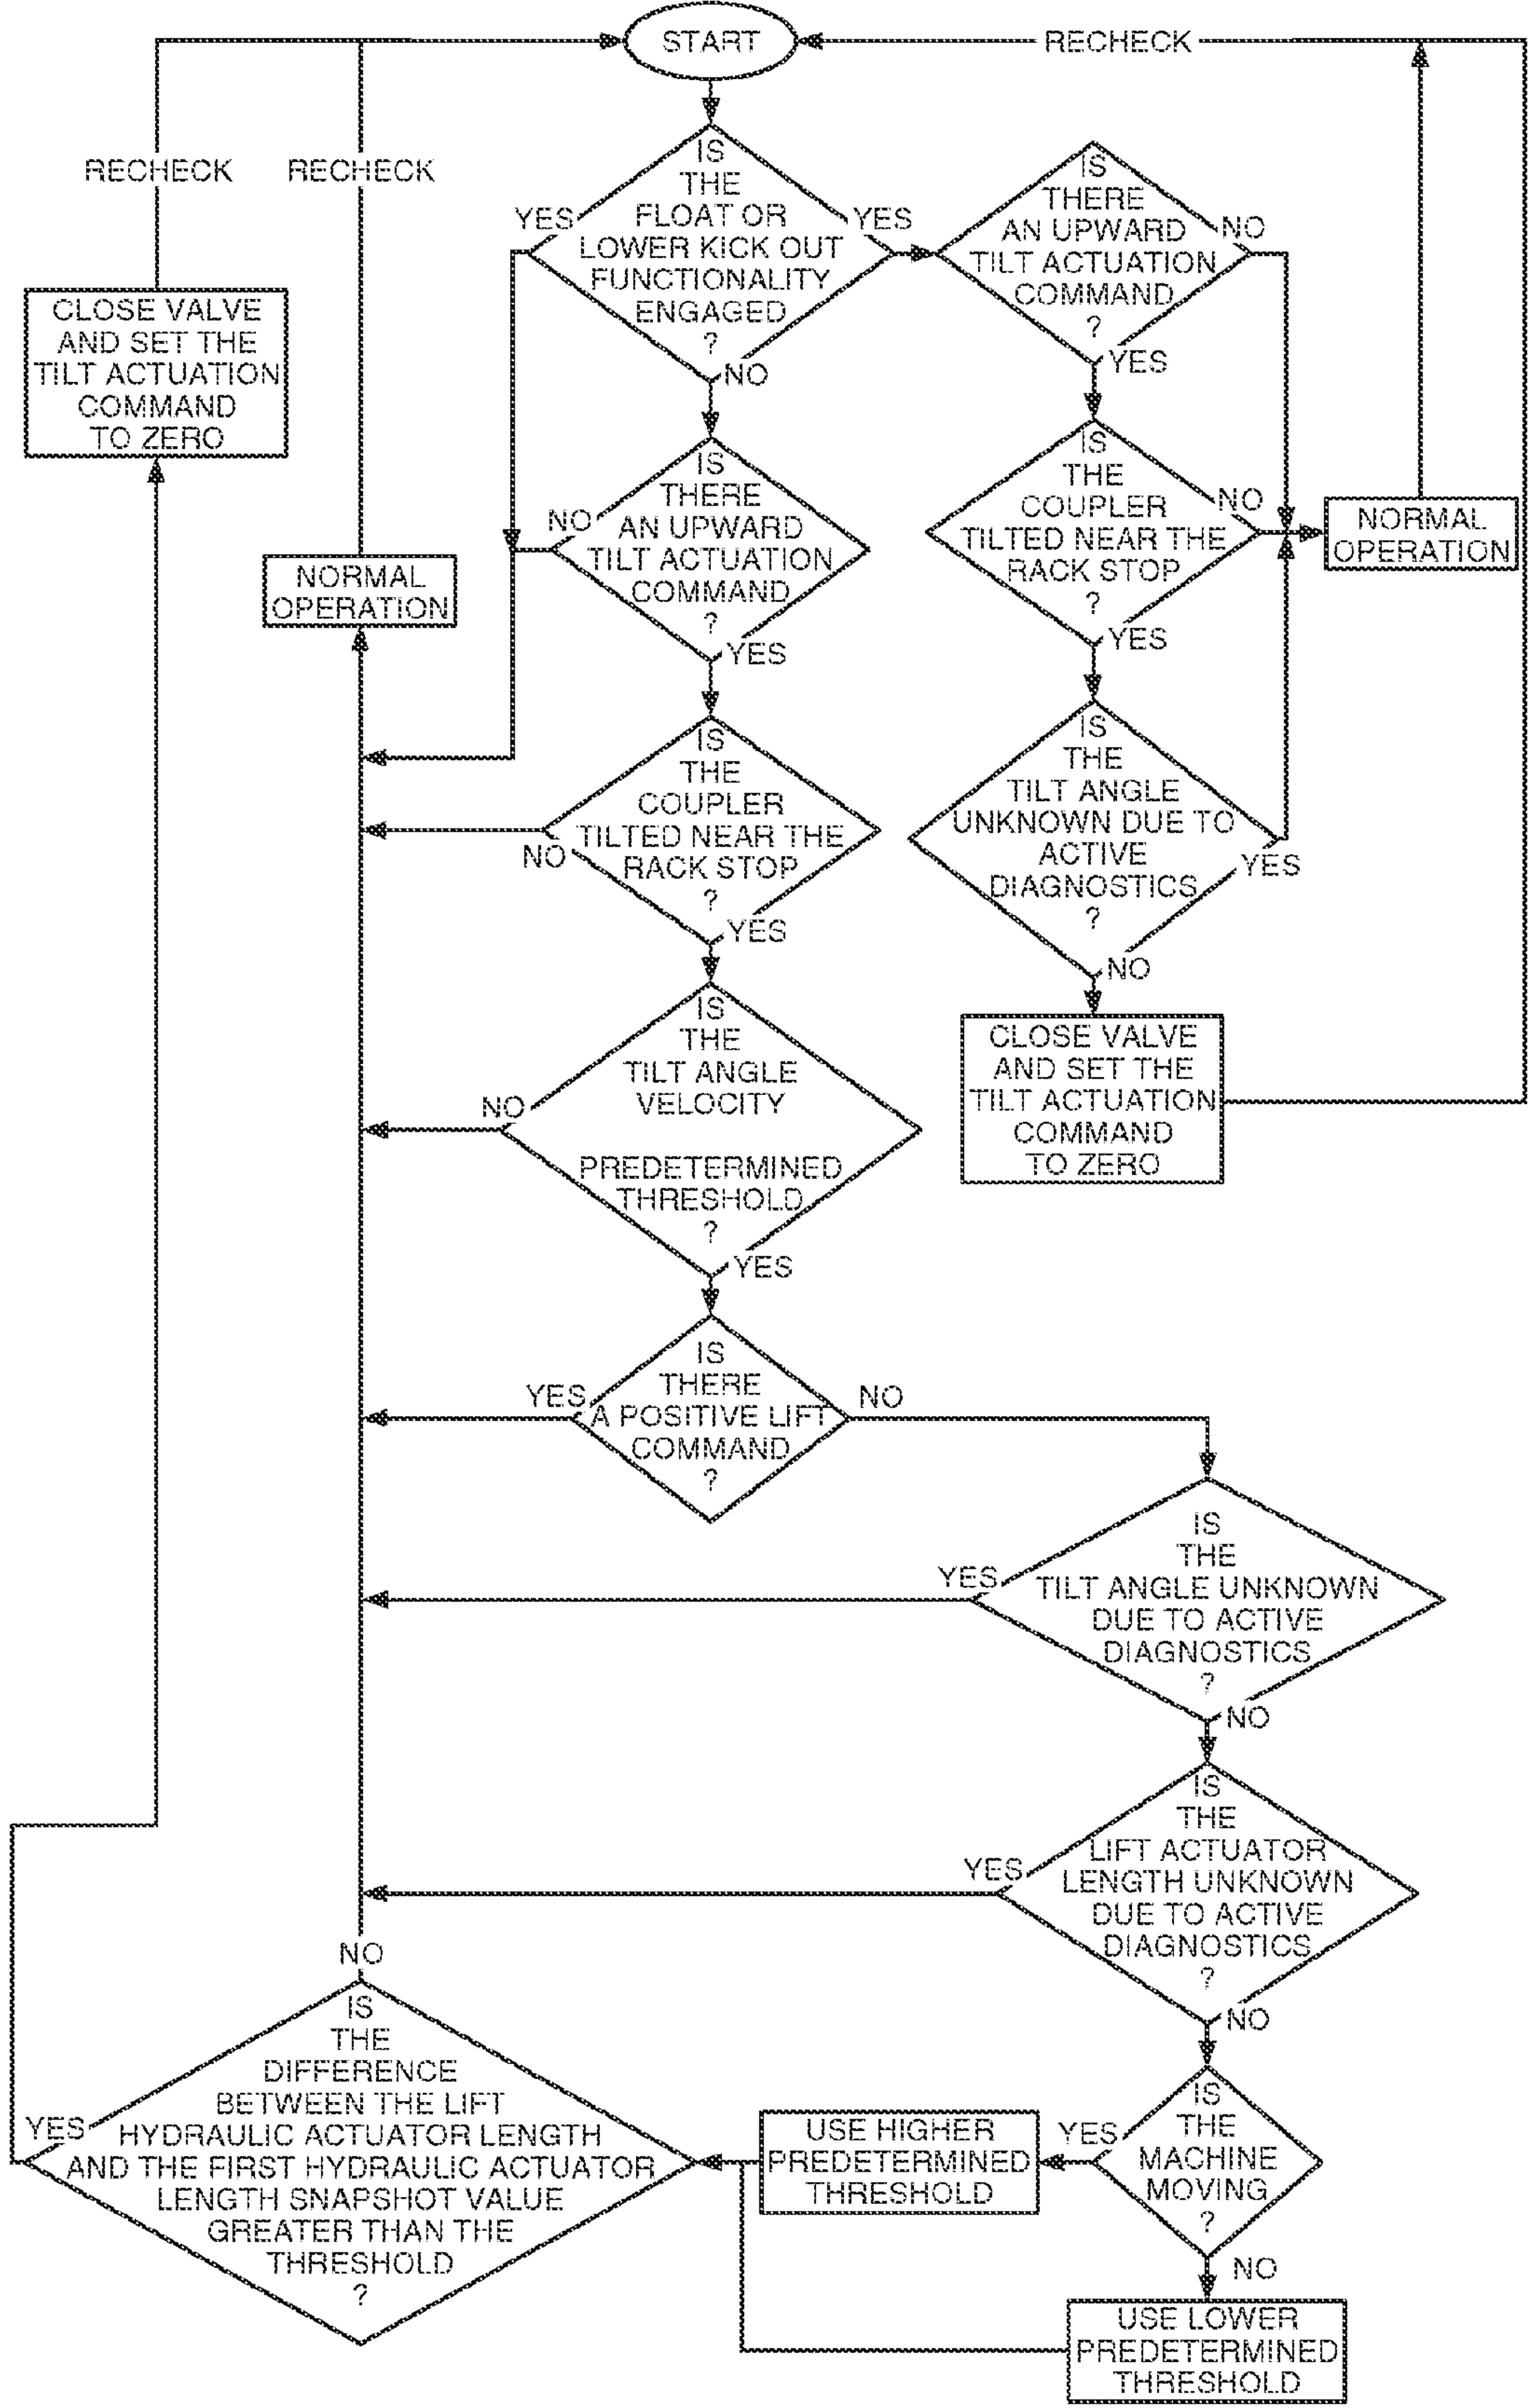 START
RECHECK
RECHECK
RECHECK
IS
THE
FLOAT OR
LOWER KICK OUT
FUNCTIONALITY
ENGAGED
?
YES
YES
NO
IS
THERE
AN UPWARD
TILT ACTUATION
COMMAND
?
NO
YES
CLOSE VALVE
AND SET THE
TILT ACTUATION
COMMAND
TO ZERO
NORMAL
OPERATION
IS
THERE
AN UPWARD
TILT ACTUATION
COMMAND
?
NO
YES
IS
THE
COUPLER
TILTED NEAR THE
RACK STOP
?
NO
YES
NORMAL
OPERATION
IS
THE
COUPLER
TILTED NEAR THE
RACK STOP
?
NO
YES
IS
THE
TILT ANGLE
UNKNOWN DUE TO
ACTIVE
DIAGNOSTICS
?
YES
NO
IS
THE
TILT ANGLE
VELOCITY
PREDETERMINED
THRESHOLD
?
NO
YES
CLOSE VALVE
AND SET THE
TILT ACTUATION
COMMAND
TO ZERO
IS
THERE
A POSITIVE LIFT
COMMAND
?
YES
NO
IS
THE
TILT ANGLE UNKNOWN
DUE TO ACTIVE
DIAGNOSTICS
?
YES
NO
IS
THE
LIFT ACTUATOR
LENGTH UNKNOWN
DUE TO ACTIVE
DIAGNOSTICS
?
YES
NO
IS
THE
MACHINE
MOVING
?
YES
NO
USE HIGHER
PREDETERMINED
THRESHOLD
USE LOWER
PREDETERMINED
THRESHOLD
NO
IS
THE
DIFFERENCE
BETWEEN THE LIFT
HYDRAULIC ACTUATOR LENGTH
AND THE FIRST HYDRAULIC ACTUATOR
LENGTH SNAPSHOT VALUE
GREATER THAN THE
THRESHOLD
?
YES